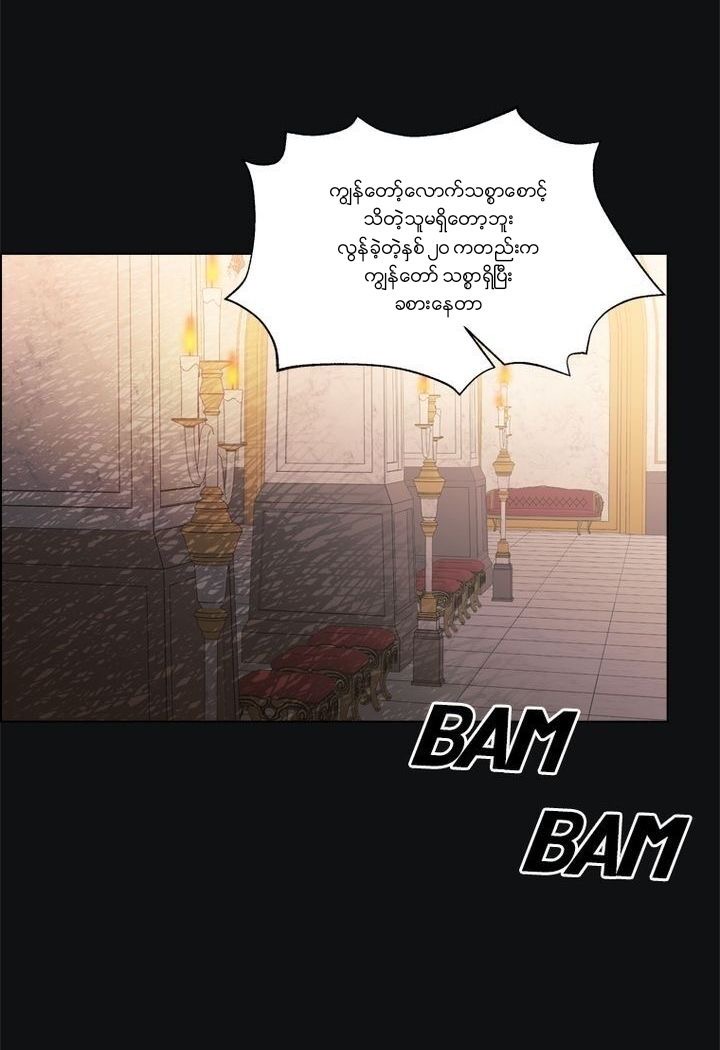 ကျွန်တော့်လောက်သစ္စာစောင့်
သိတဲ့သူမရှိတော့ဘူး
လွန်ခဲ့တဲ့နှစ်၂၀ ကတည်းက
ကျွန်တော် သစ္စာရှိပြီး
ခစားနေတာ
BAM
BAM